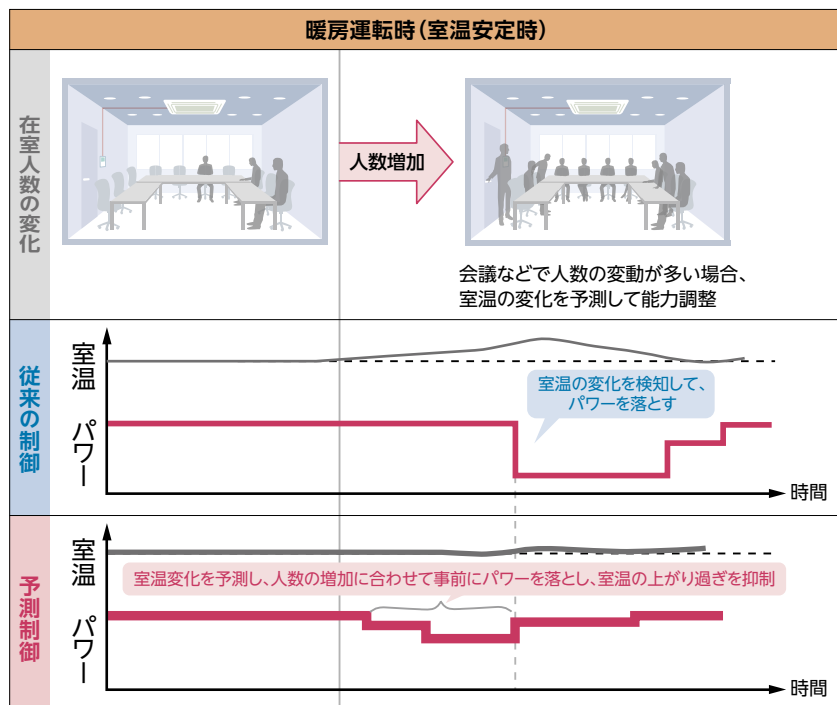 暖房運転時(室温安定時)
在室人数の変化
人数増加
会議などで人数の変動が多い場合、
室温の変化を予測して能力調整
従来の制御
室温
室温の変化を検知して、
パワーを落とす
パワー
時間
予測制御
室温
室温変化を予測し、人数の増加に合わせて事前にパワーを落とし、室温の上がり過ぎを抑制
パワー
時間